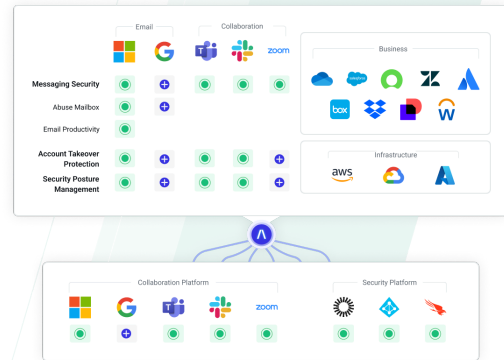 Email
Collaboration
zoom
Business
salesforce
box
Messaging Security
Abuse Mailbox
Email Productivity
Account Takeover
Protection
Security Posture
Management
Infrastructure
aws
Collaboration Platform
Security Platform
zoom